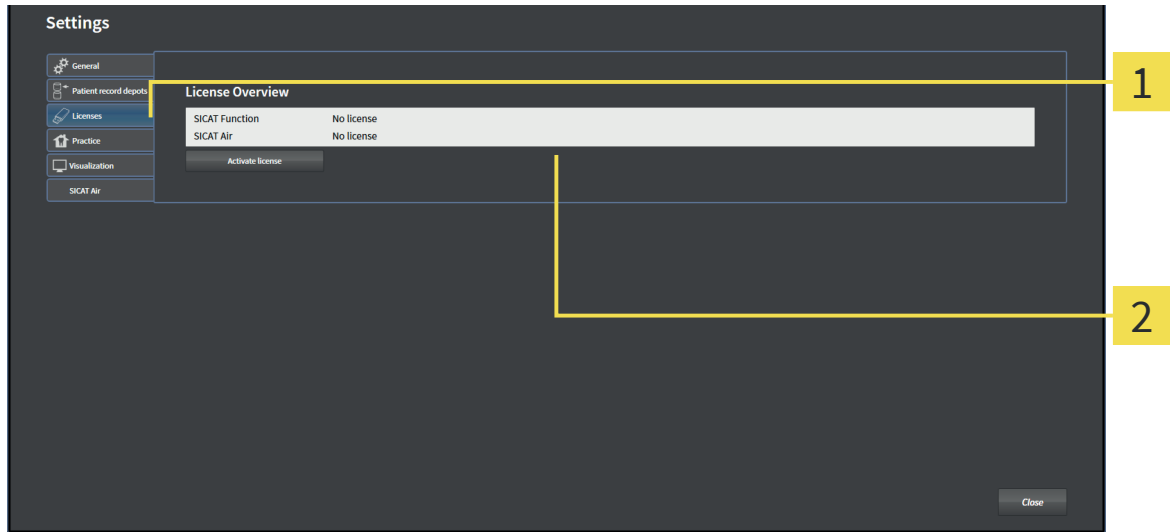 Settings
General
Patient record depots
Licenses
Practice
Visualization
SICAT Air
License Overview
SICAT Function No license
SICAT Air No license
Activate license
Close
1
2